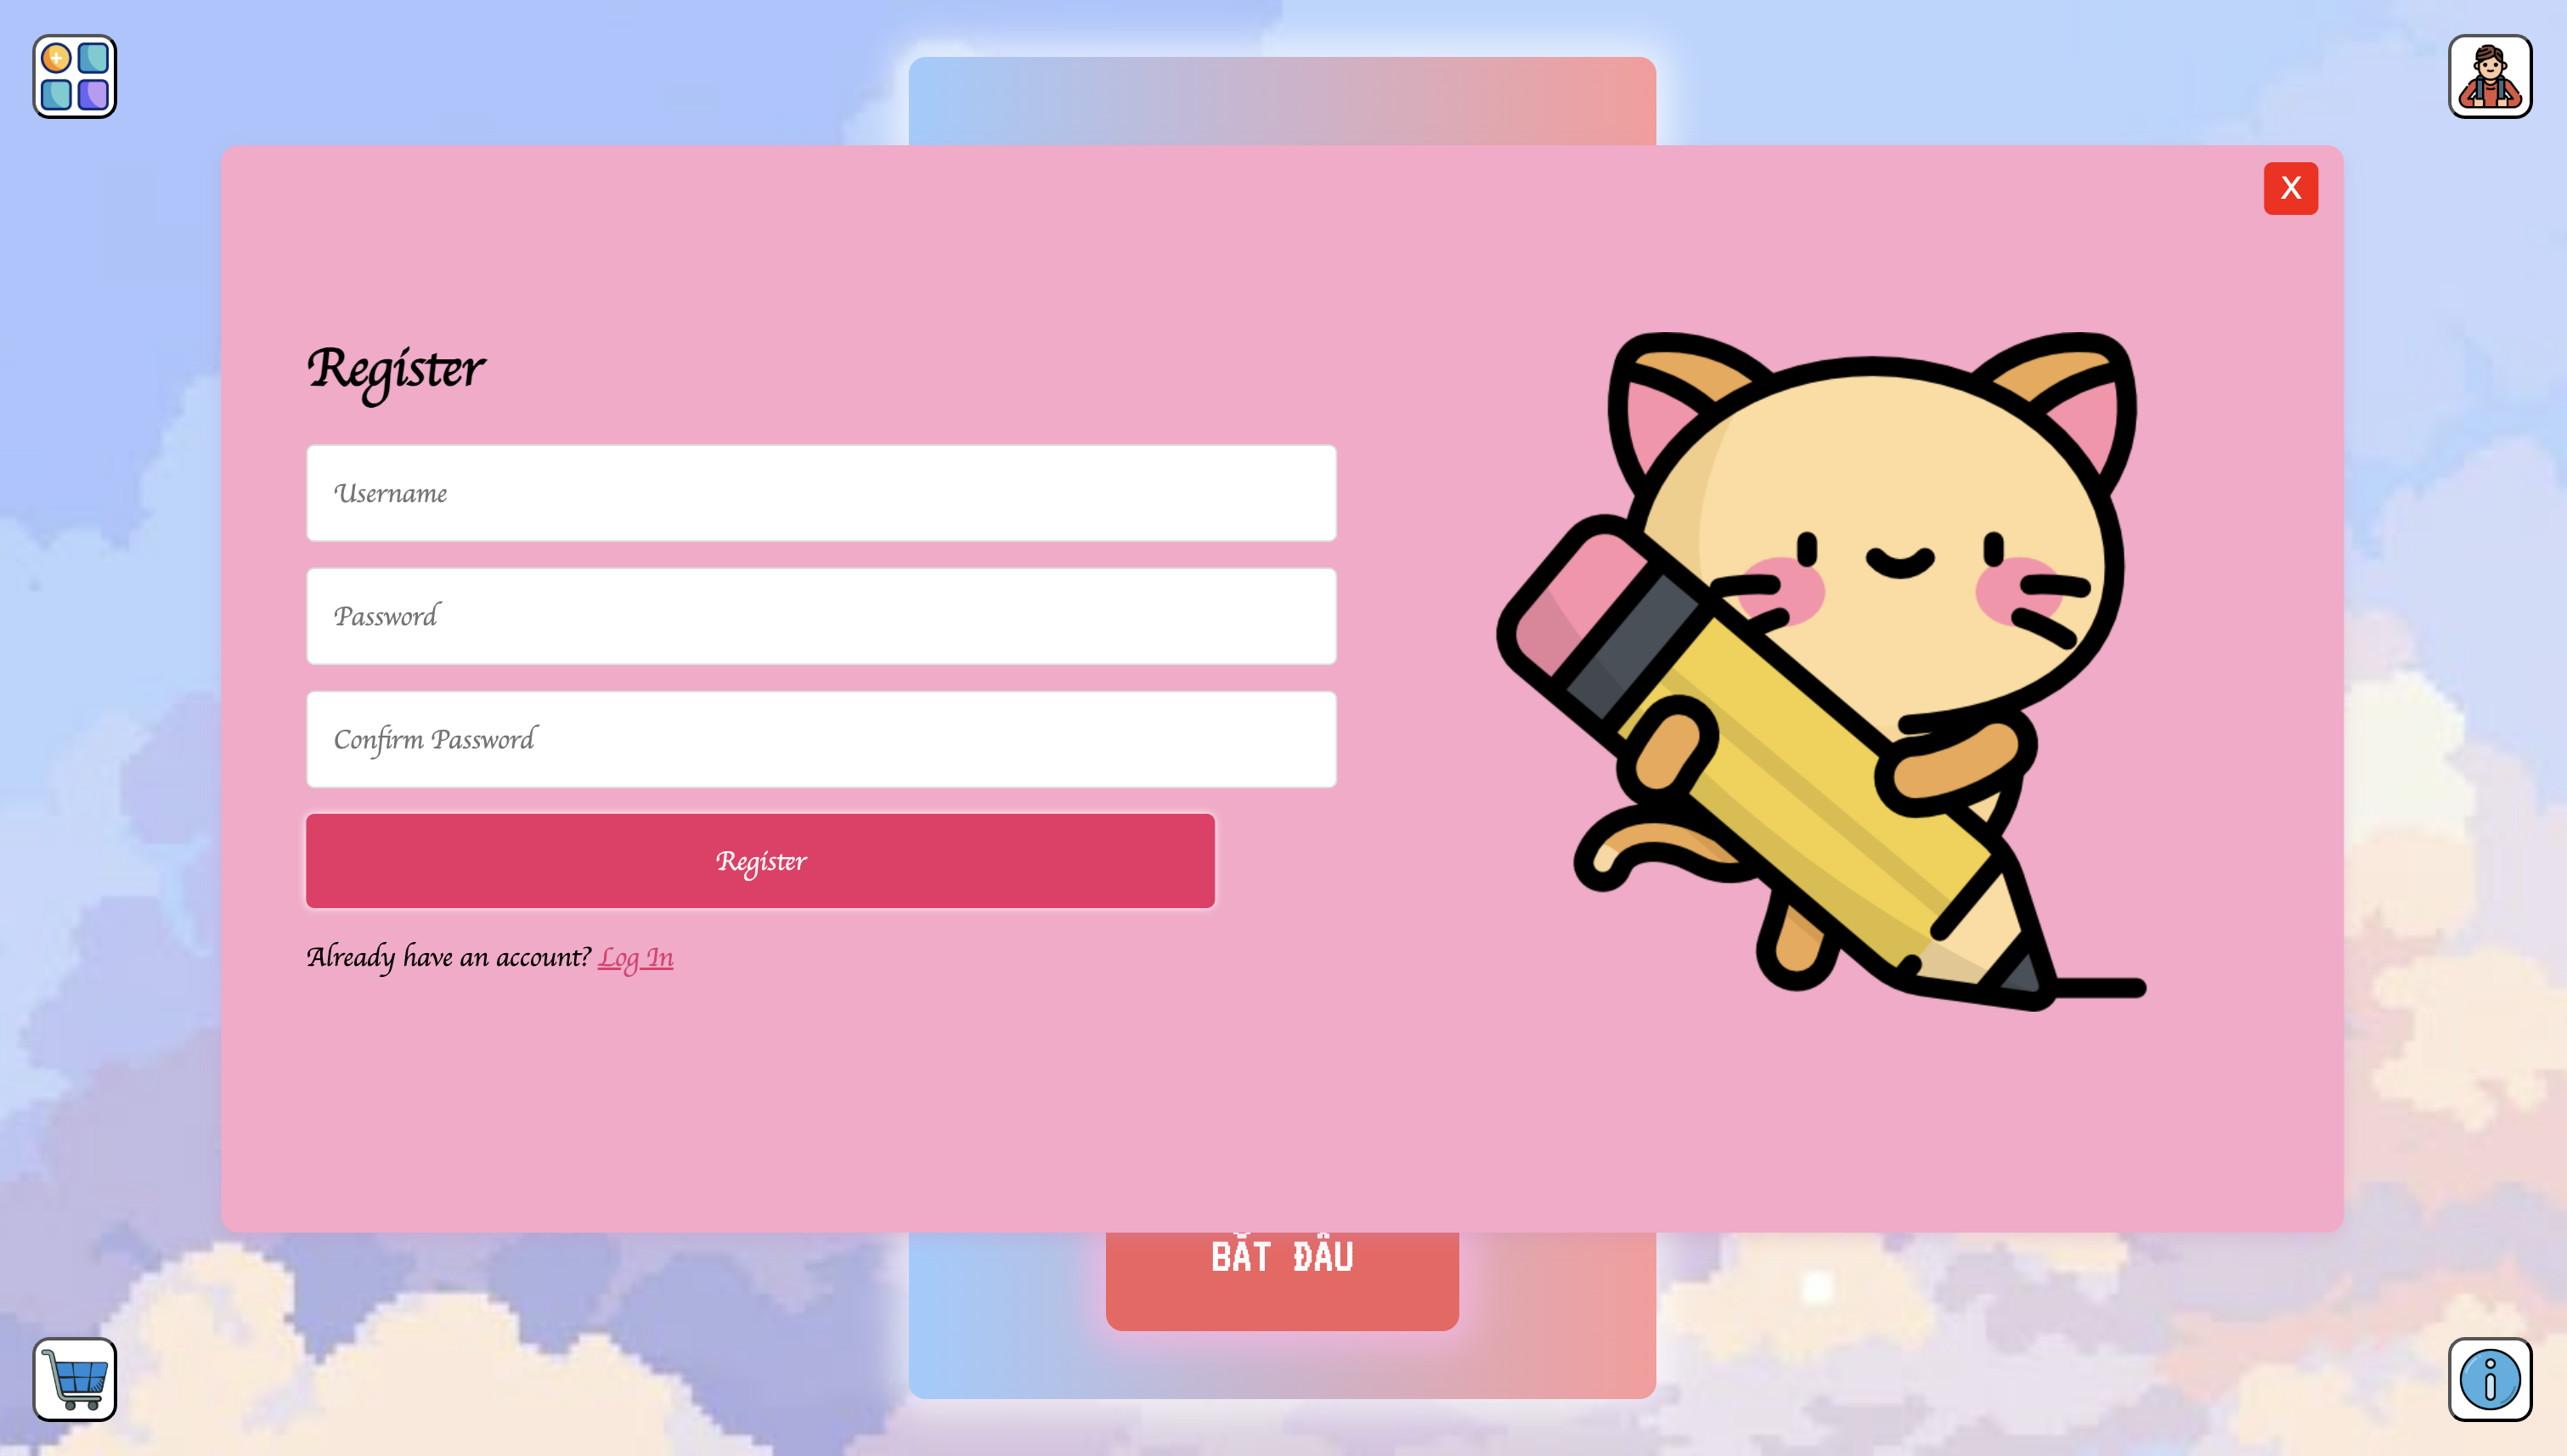 X
Register
Username
Password
Confirm Password
Register
Already have an account? Log In
BẮT ĐẦU